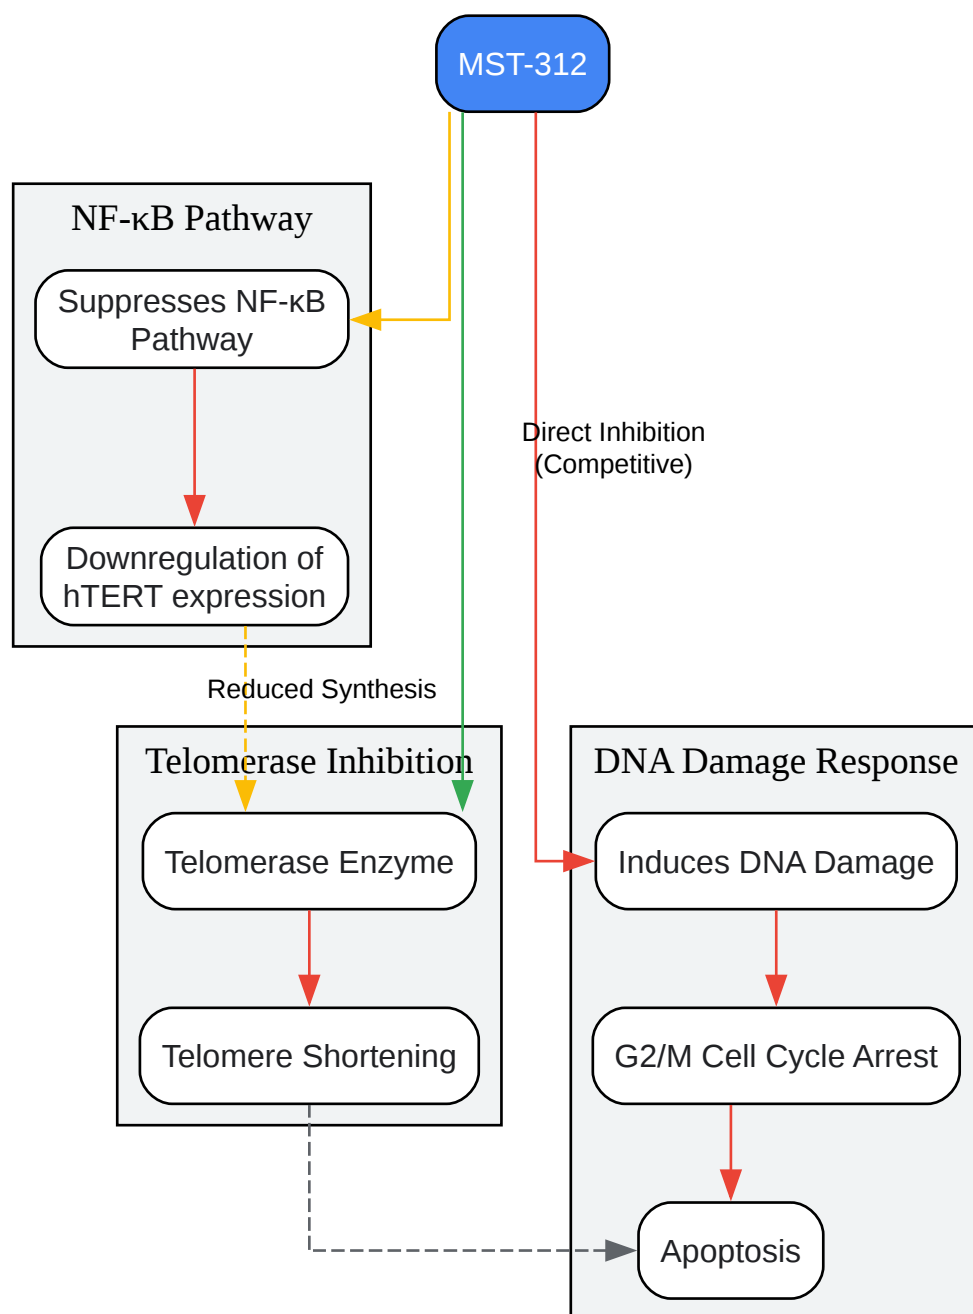 MST-312
NF-κB Pathway
Suppresses NF-κB
Pathway
Direct Inhibition
(Competitive)
Downregulation of
hTERT expression
Reduced Synthesis
Telomerase Inhibition
DNA Damage Response
Telomerase Enzyme
Induces DNA Damage
Telomere Shortening
G2/M Cell Cycle Arrest
Apoptosis